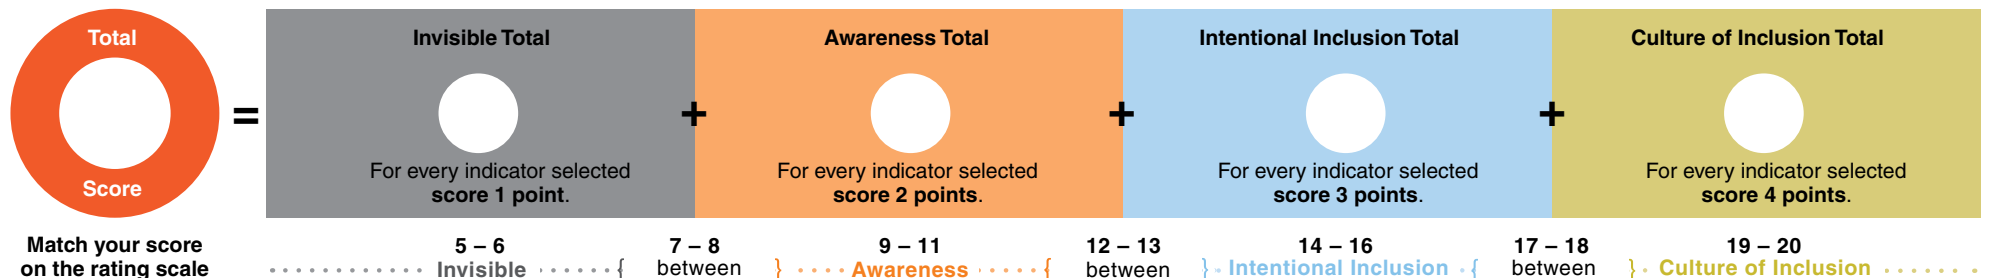 Total
Score
=
Invisible Total
For every indicator selected
score 1 point.
+
Awareness Total
For every indicator selected
score 2 points.
+
Intentional Inclusion Total
For every indicator selected
score 3 points.
+
Culture of Inclusion Total
For every indicator selected
score 4 points.
Match your score
on the rating scale
5 – 6
Invisible
7 – 8
between
9 – 11
Awareness
12 – 13
between
14 – 16
Intentional Inclusion
17 – 18
between
19 – 20
Culture of Inclusion